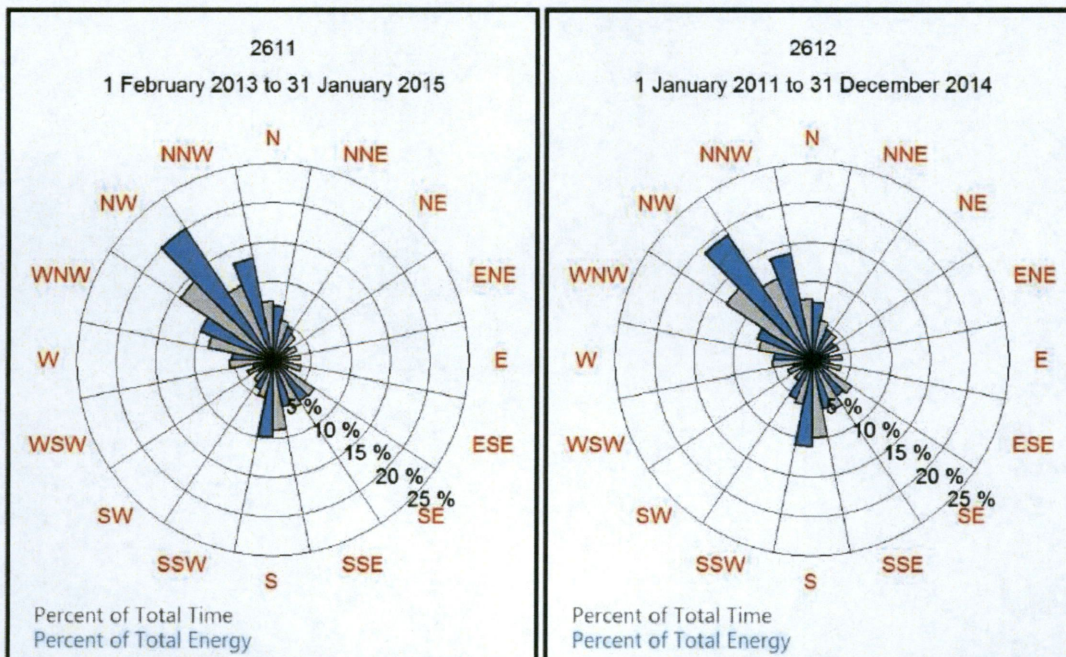 2611
1 February 2013 to 31 January 2015
N
NNW
NNE
NW
NE
WNW
ENE
W
E
5 %
10 %
WSW
15 %
ESE
20 %
25 %
SW
SE
SSW
SSE
S
Percent of Total Time
Percent of Total Energy
2612
1 January 2011 to 31 December 2014
N
NNW
NNE
NW
NE
WNW
ENE
W
E
5 %
10 %
WSW
15 %
ESE
20 %
25 %
SW
SE
SSW
SSE
S
Percent of Total Time
Percent of Total Energy